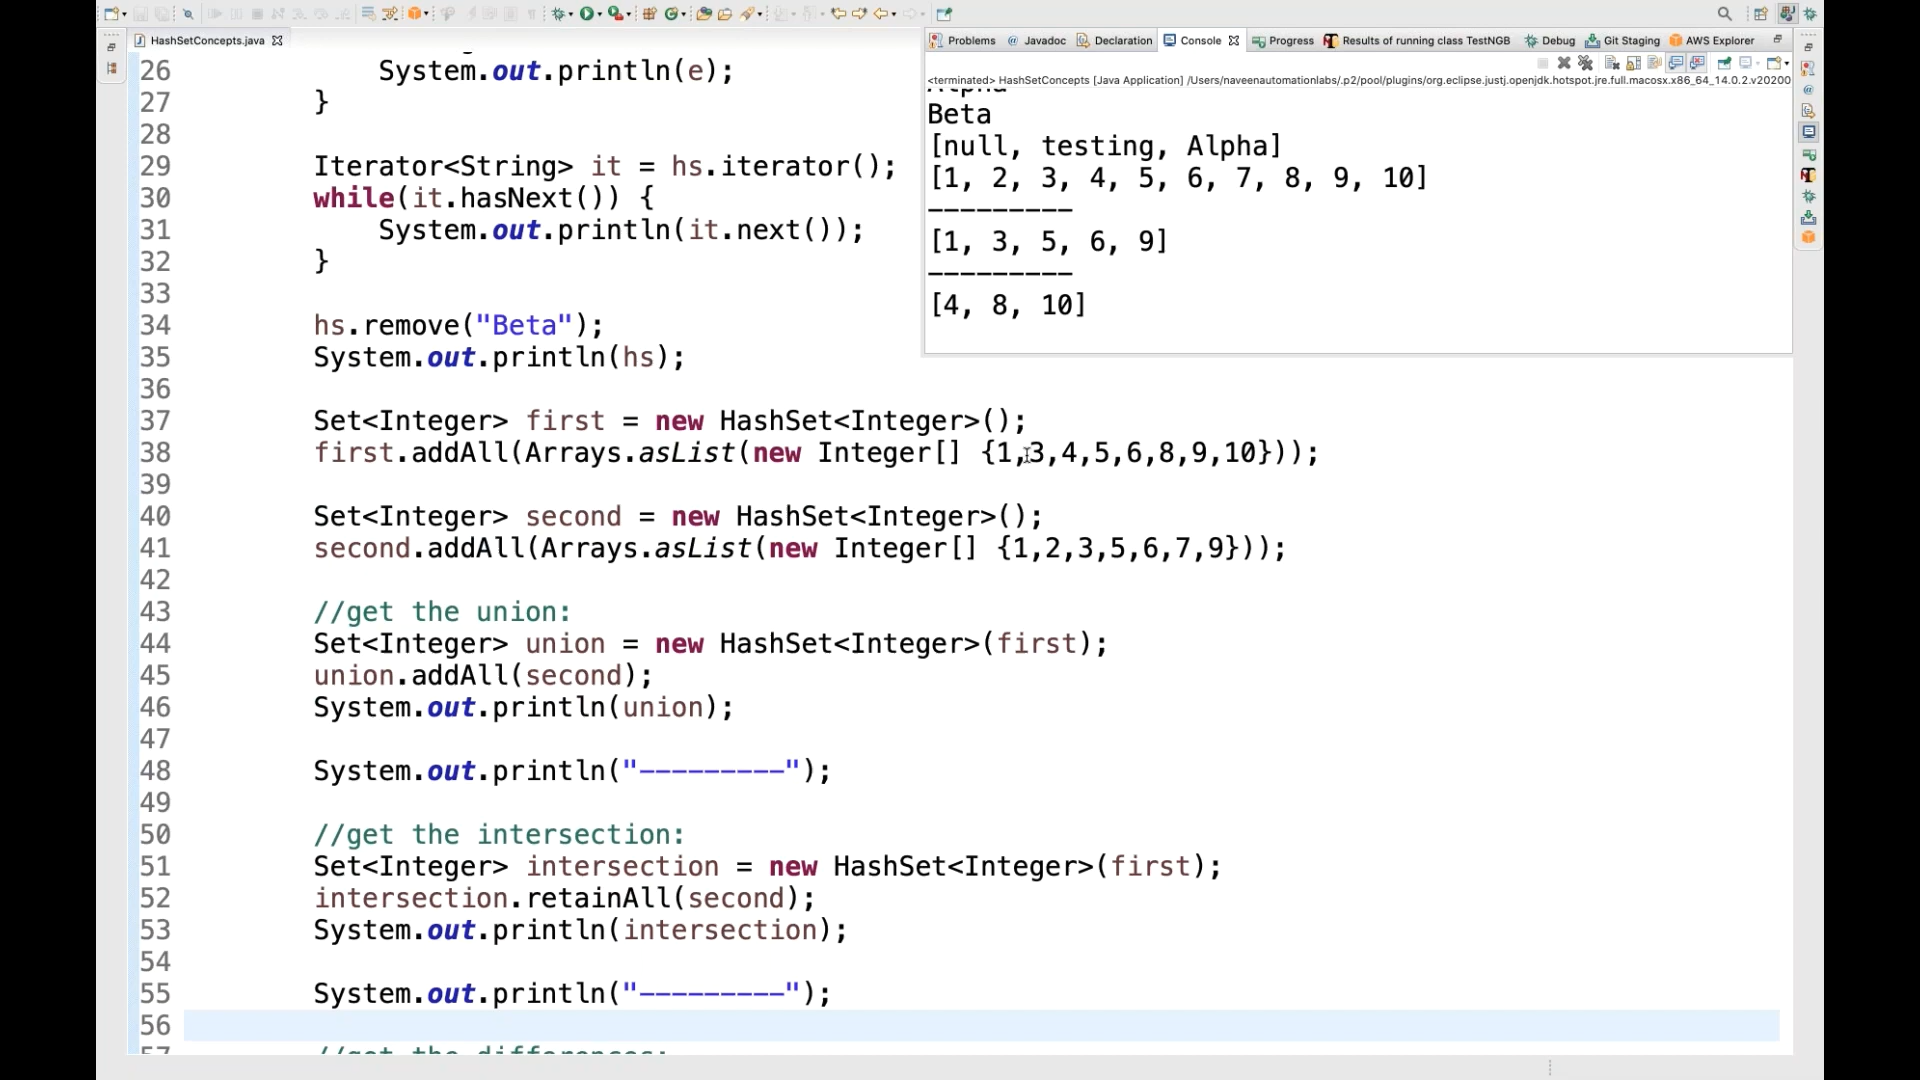 HashSetConcepts.java
Problems Javadoc Declaration Console Progress Results of running class TestNGB Debug Git Staging AWS Explorer
<terminated> HashSetConcepts [Java Application] /Users/naveenautomationlabs/.p2/pool/plugins/org.eclipse.justj.openjdk.hotspot.jre.full.macosx.x86_64_14.0.2.v20200
Alpha
Beta
[null, testing, Alpha]
[1, 2, 3, 4, 5, 6, 7, 8, 9, 10]
---------
[1, 3, 5, 6, 9]
---------
[4, 8, 10]
26 System.out.println(e);
27 }
28
29 Iterator<String> it = hs.iterator();
30 while(it.hasNext()) {
31 System.out.println(it.next());
32 }
33
34 hs.remove("Beta");
35 System.out.println(hs);
36
37 Set<Integer> first = new HashSet<Integer>();
38 first.addAll(Arrays.asList(new Integer[] {1,3,4,5,6,8,9,10}));
39
40 Set<Integer> second = new HashSet<Integer>();
41 second.addAll(Arrays.asList(new Integer[] {1,2,3,5,6,7,9}));
42
43 //get the union:
44 Set<Integer> union = new HashSet<Integer>(first);
45 union.addAll(second);
46 System.out.println(union);
47
48 System.out.println("---------");
49
50 //get the intersection:
51 Set<Integer> intersection = new HashSet<Integer>(first);
52 intersection.retainAll(second);
53 System.out.println(intersection);
54
55 System.out.println("---------");
56
57 //get the differences: